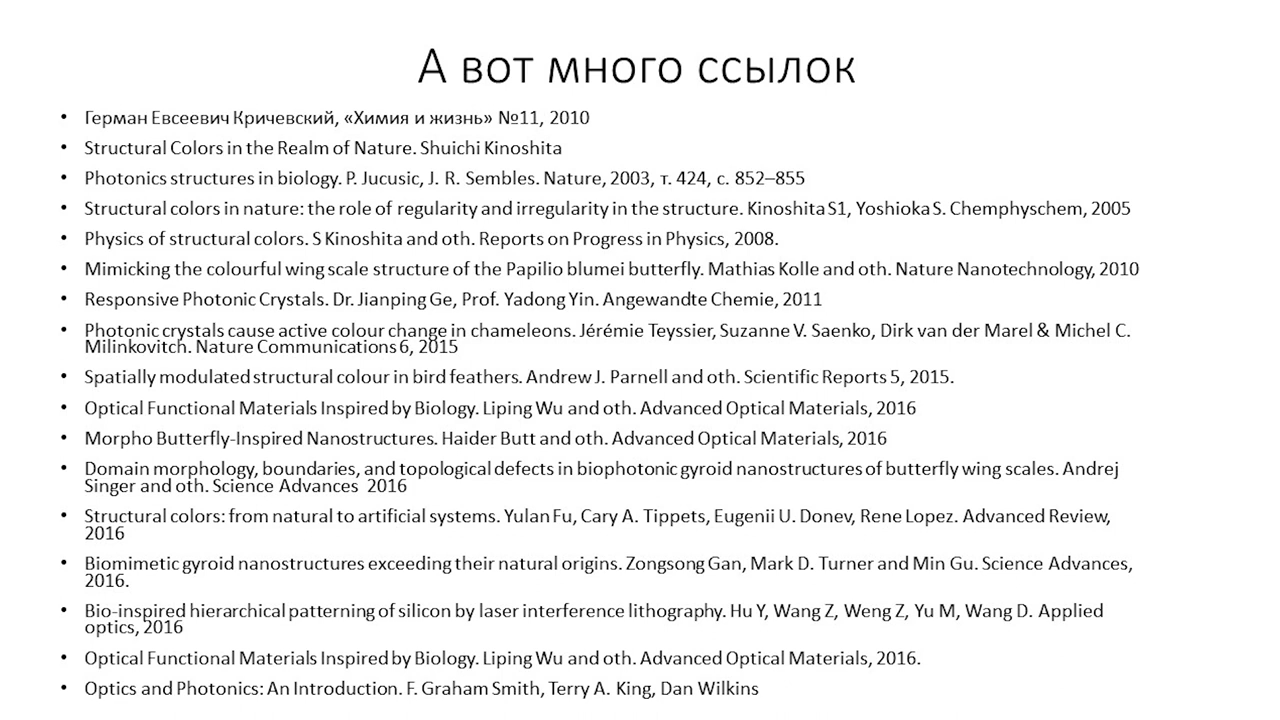 А вот много ссылок
• Герман Евсеевич Кричевский, «Химия и жизнь» №11, 2010
• Structural Colors in the Realm of Nature. Shuichi Kinoshita
• Photonics structures in biology. P. Jucusic, J. R. Sembles. Nature, 2003, т. 424, с. 852–855
• Structural colors in nature: the role of regularity and irregularity in the structure. Kinoshita S1, Yoshioka S. Chemphyschem, 2005
• Physics of structural colors. S Kinoshita and oth. Reports on Progress in Physics, 2008.
• Mimicking the colourful wing scale structure of the Papilio blumei butterfly. Mathias Kolle and oth. Nature Nanotechnology, 2010
• Responsive Photonic Crystals. Dr. Jianping Ge, Prof. Yadong Yin. Angewandte Chemie, 2011
• Photonic crystals cause active colour change in chameleons. Jérémie Teyssier, Suzanne V. Saenko, Dirk van der Marel & Michel C.
Milinkovitch. Nature Communications 6, 2015
• Spatially modulated structural colour in bird feathers. Andrew J. Parnell and oth. Scientific Reports 5, 2015.
• Optical Functional Materials Inspired by Biology. Liping Wu and oth. Advanced Optical Materials, 2016
• Morpho Butterfly-Inspired Nanostructures. Haider Butt and oth. Advanced Optical Materials, 2016
• Domain morphology, boundaries, and topological defects in biophotonic gyroid nanostructures of butterfly wing scales. Andrej
Singer and oth. Science Advances 2016
• Structural colors: from natural to artificial systems. Yulan Fu, Cary A. Tippets, Eugenii U. Donev, Rene Lopez. Advanced Review,
2016
• Biomimetic gyroid nanostructures exceeding their natural origins. Zongsong Gan, Mark D. Turner and Min Gu. Science Advances,
2016.
• Bio-inspired hierarchical patterning of silicon by laser interference lithography. Hu Y, Wang Z, Weng Z, Yu M, Wang D. Applied
optics, 2016
• Optical Functional Materials Inspired by Biology. Liping Wu and oth. Advanced Optical Materials, 2016.
• Optics and Photonics: An Introduction. F. Graham Smith, Terry A. King, Dan Wilkins